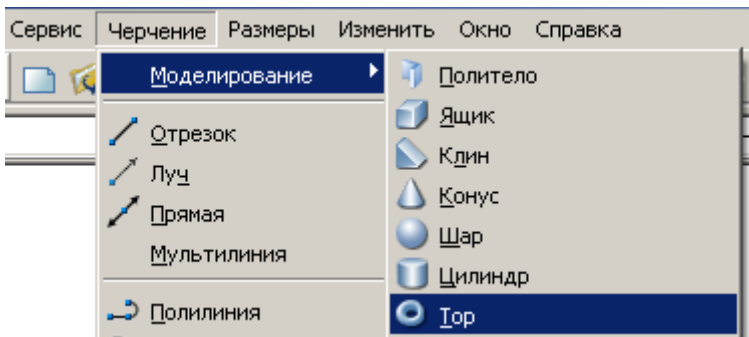 Сервис Черчение Размеры Изменить Окно Справка
Моделирование
Отрезок
Луч
Прямая
Мультилиния
Полилиния
Политело
Ящик
Клин
Конус
Шар
Цилиндр
Тор